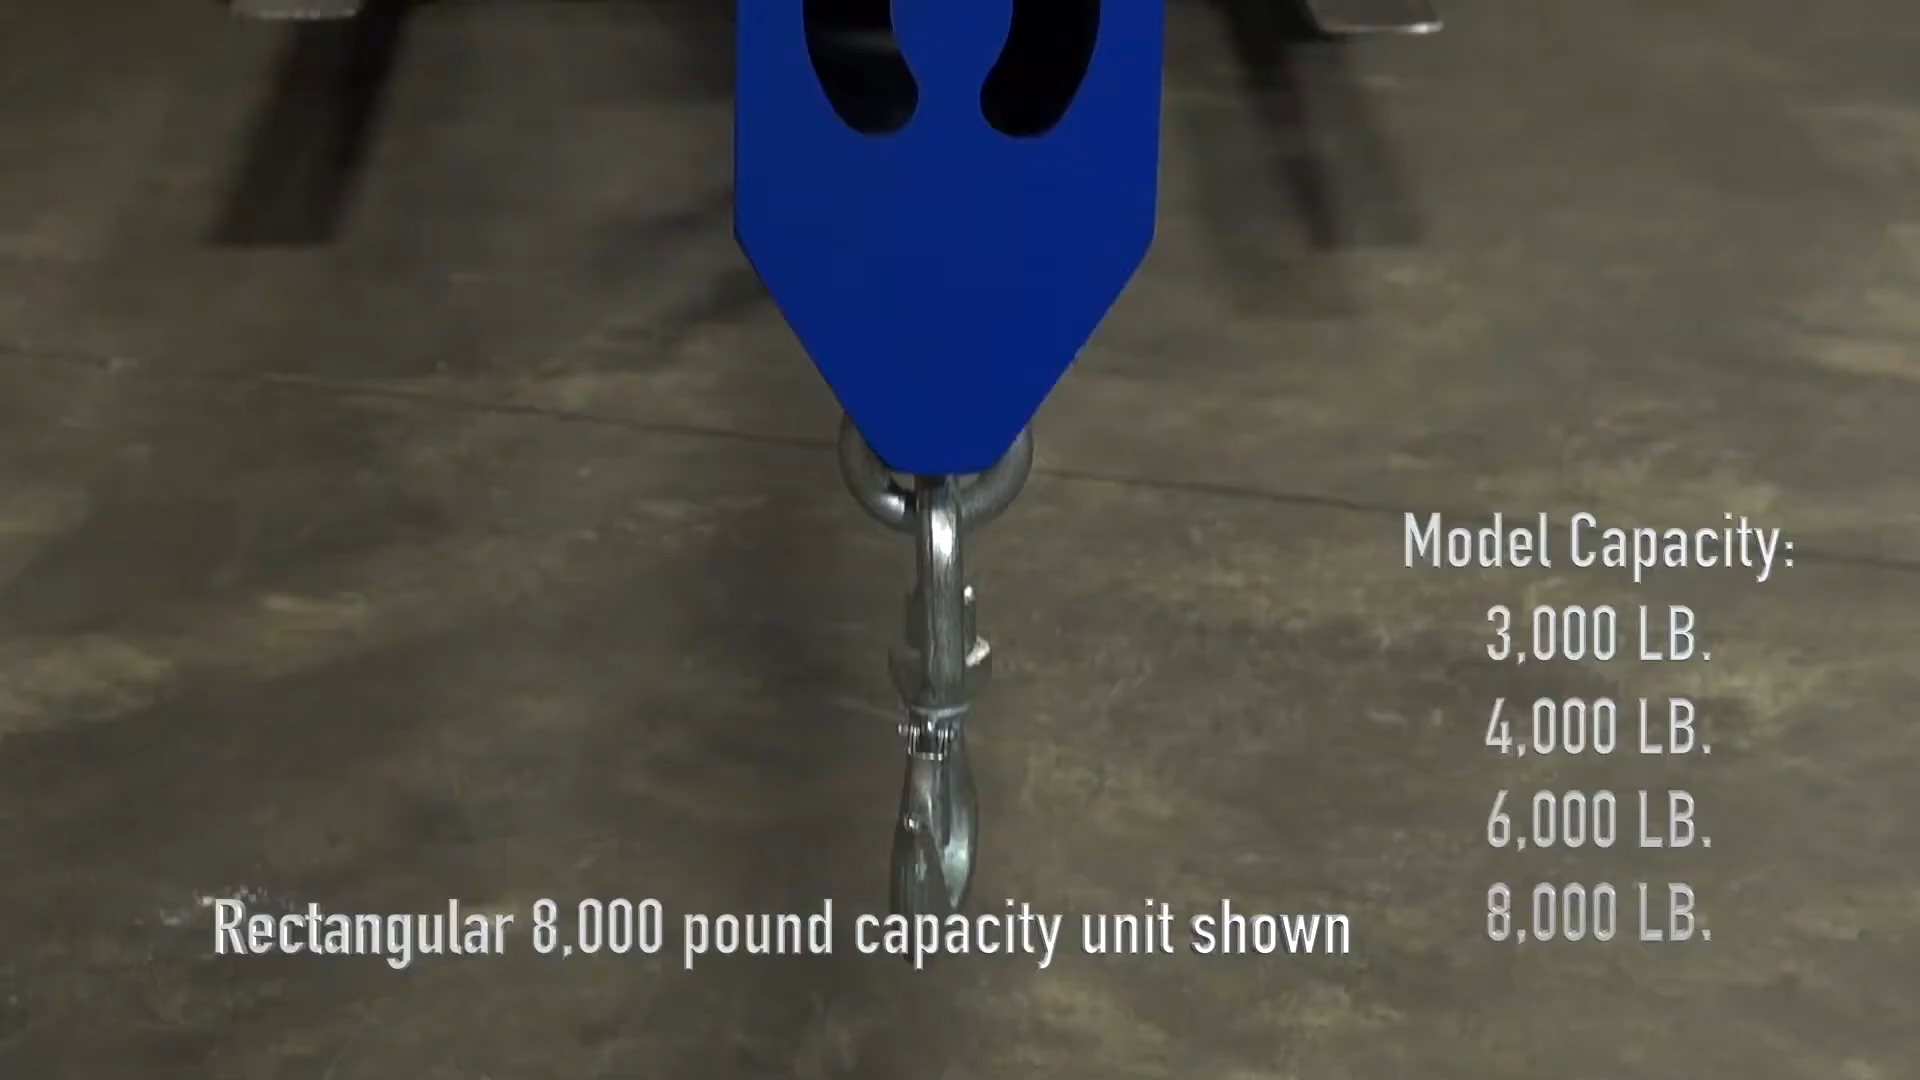 Model Capacity:
3,000 LB.
4,000 LB.
6,000 LB.
8,000 LB.
Rectangular 8,000 pound capacity unit shown